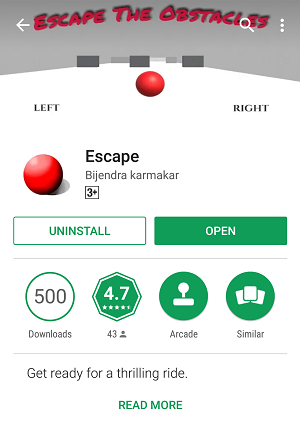 Escape The Obstacles
LEFT RIGHT
Escape
Bijendra karmakar
3+
UNINSTALL OPEN
500 4.7
Downloads 43 Arcade Similar
Get ready for a thrilling ride.
READ MORE